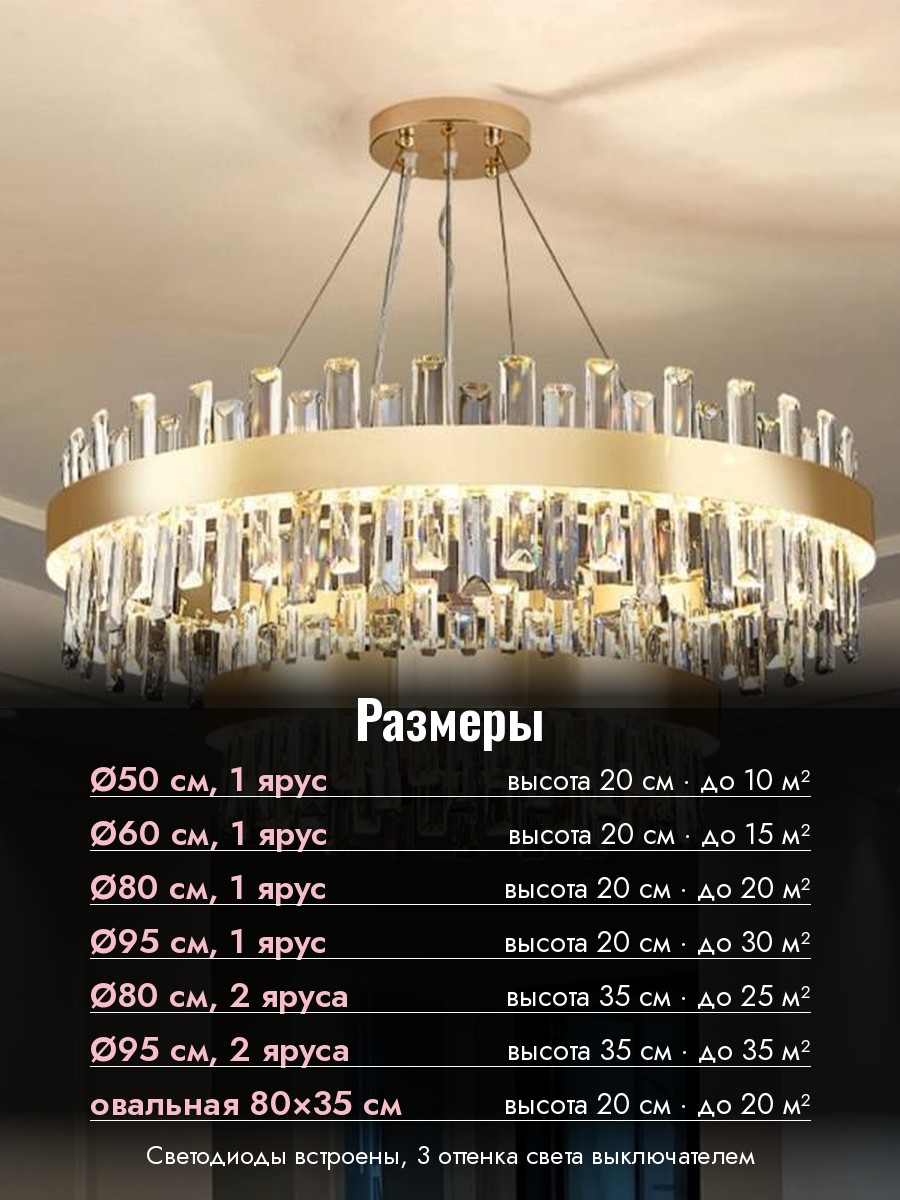 Размеры
Ø50 см, 1 ярус высота 20 см · до 10 м²
Ø60 см, 1 ярус высота 20 см · до 15 м²
Ø80 см, 1 ярус высота 20 см · до 20 м²
Ø95 см, 1 ярус высота 20 см · до 30 м²
Ø80 см, 2 яруса высота 35 см · до 25 м²
Ø95 см, 2 яруса высота 35 см · до 35 м²
овальная 80×35 см высота 20 см · до 20 м²
Светодиоды встроены, 3 оттенка света выключателем